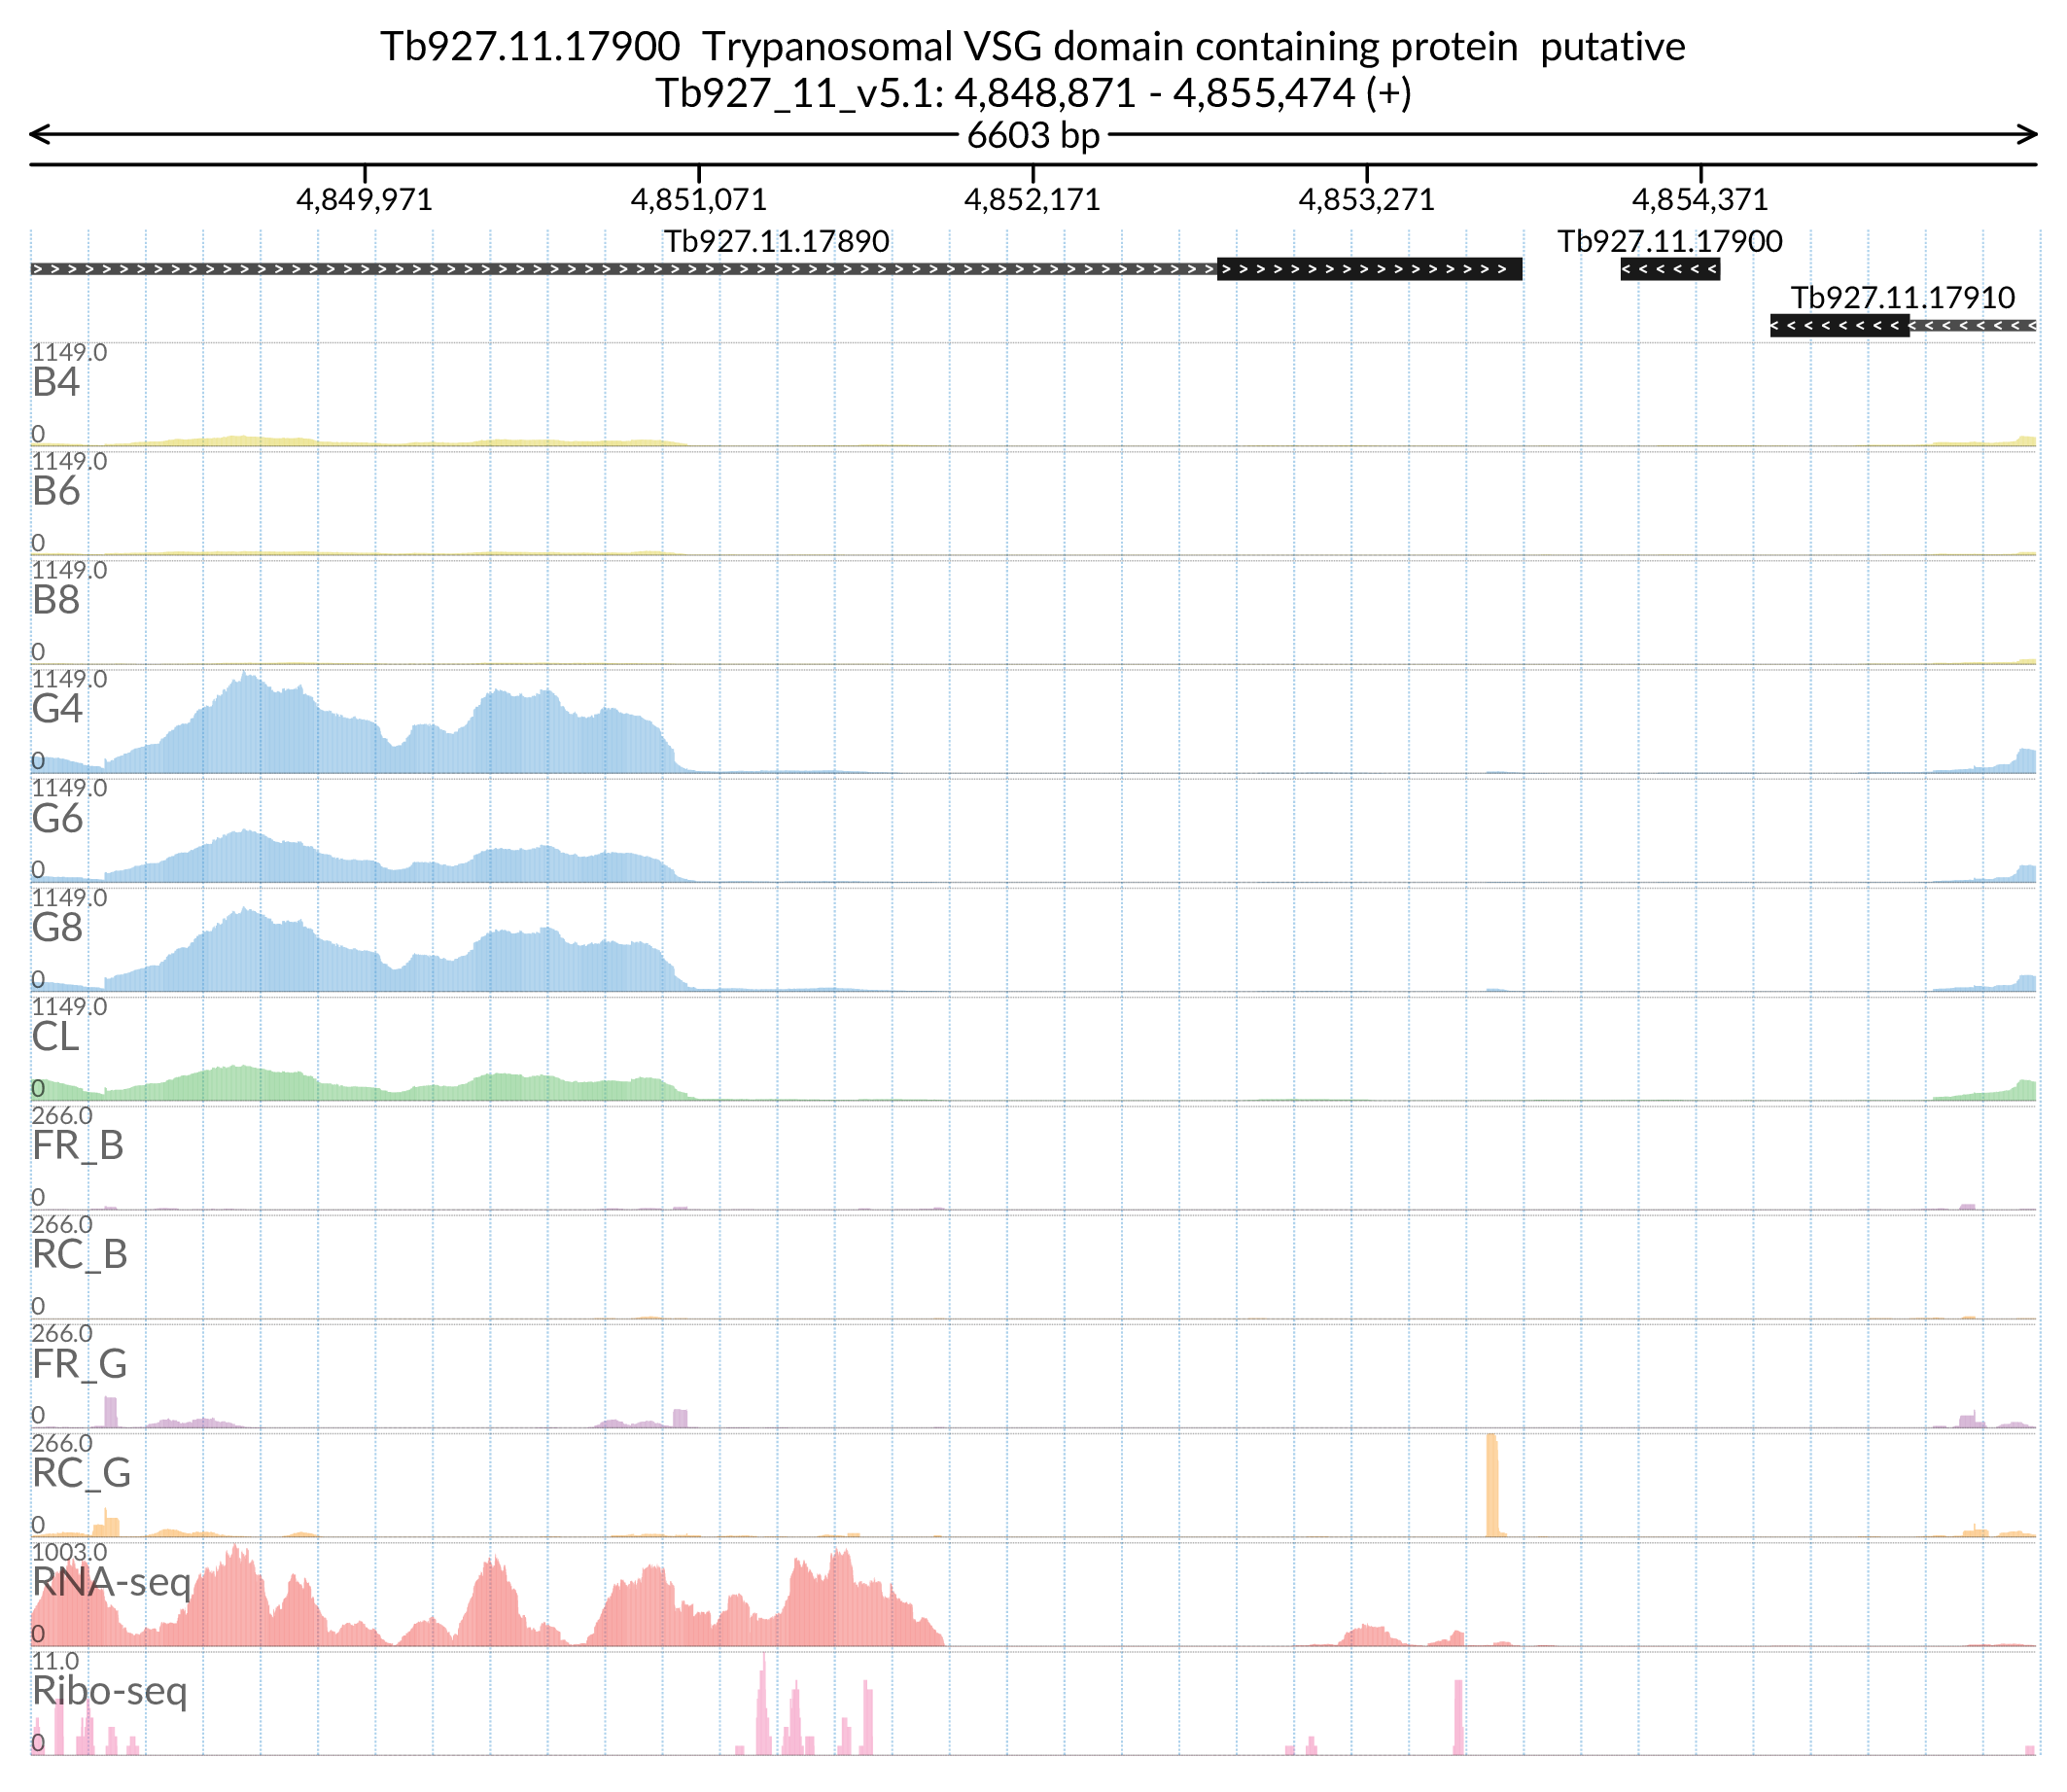 Tb927.11.17900  Trypanosomal VSG domain containing protein  putative
Tb927_11_v5.1: 4,848,871 - 4,855,474 (+)
6603 bp
4,849,971 4,851,071 4,852,171 4,853,271 4,854,371
Tb927.11.17890 Tb927.11.17900
Tb927.11.17910
1149.0
B4
0
1149.0
B6
0
1149.0
B8
0
1149.0
G4
0
1149.0
G6
0
1149.0
G8
0
1149.0
CL
0
266.0
FR_B
0
266.0
RC_B
0
266.0
FR_G
0
266.0
RC_G
0
1003.0
RNA-seq
0
11.0
Ribo-seq
0